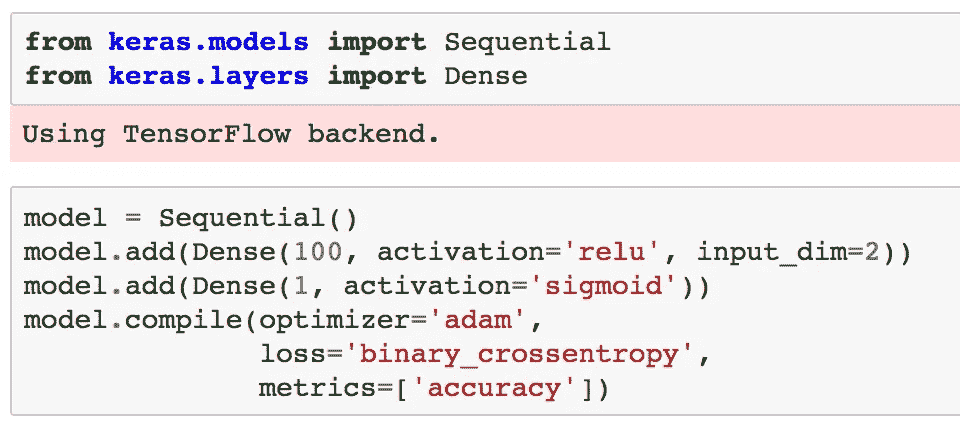 from keras.models import Sequential
from keras.layers import Dense
Using TensorFlow backend.
model = Sequential()
model.add(Dense(100, activation='relu', input_dim=2))
model.add(Dense(1, activation='sigmoid'))
model.compile(optimizer='adam',
              loss='binary_crossentropy',
              metrics=['accuracy'])